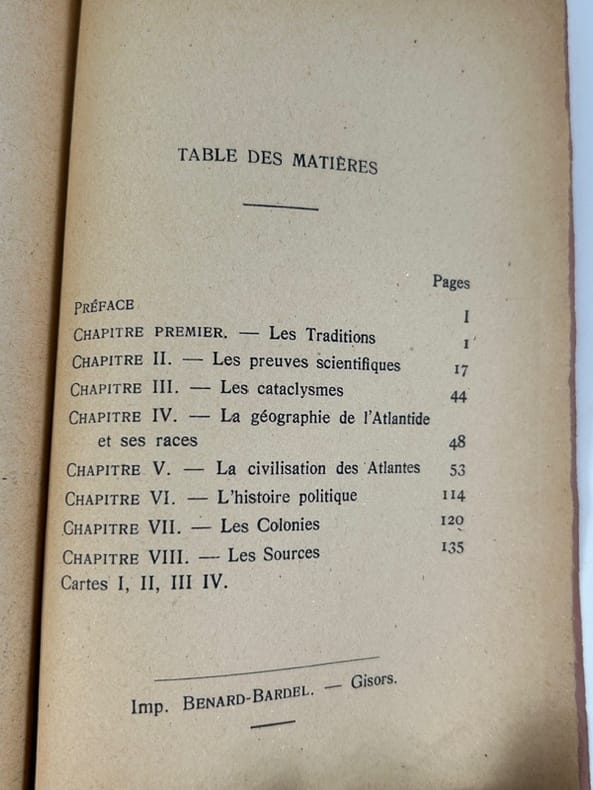 TABLE DES MATIÈRES
Pages
PRÉFACE I
CHAPITRE PREMIER. — Les Traditions 1
CHAPITRE II. — Les preuves scientifiques 17
CHAPITRE III. — Les cataclysmes 44
CHAPITRE IV. — La géographie de l'Atlantide
et ses races 48
CHAPITRE V. — La civilisation des Atlantes 53
CHAPITRE VI. — L'histoire politique 114
CHAPITRE VII. — Les Colonies 120
CHAPITRE VIII. — Les Sources 135
Cartes I, II, III IV.
Imp. BENARD-BARDEL. — Gisors.